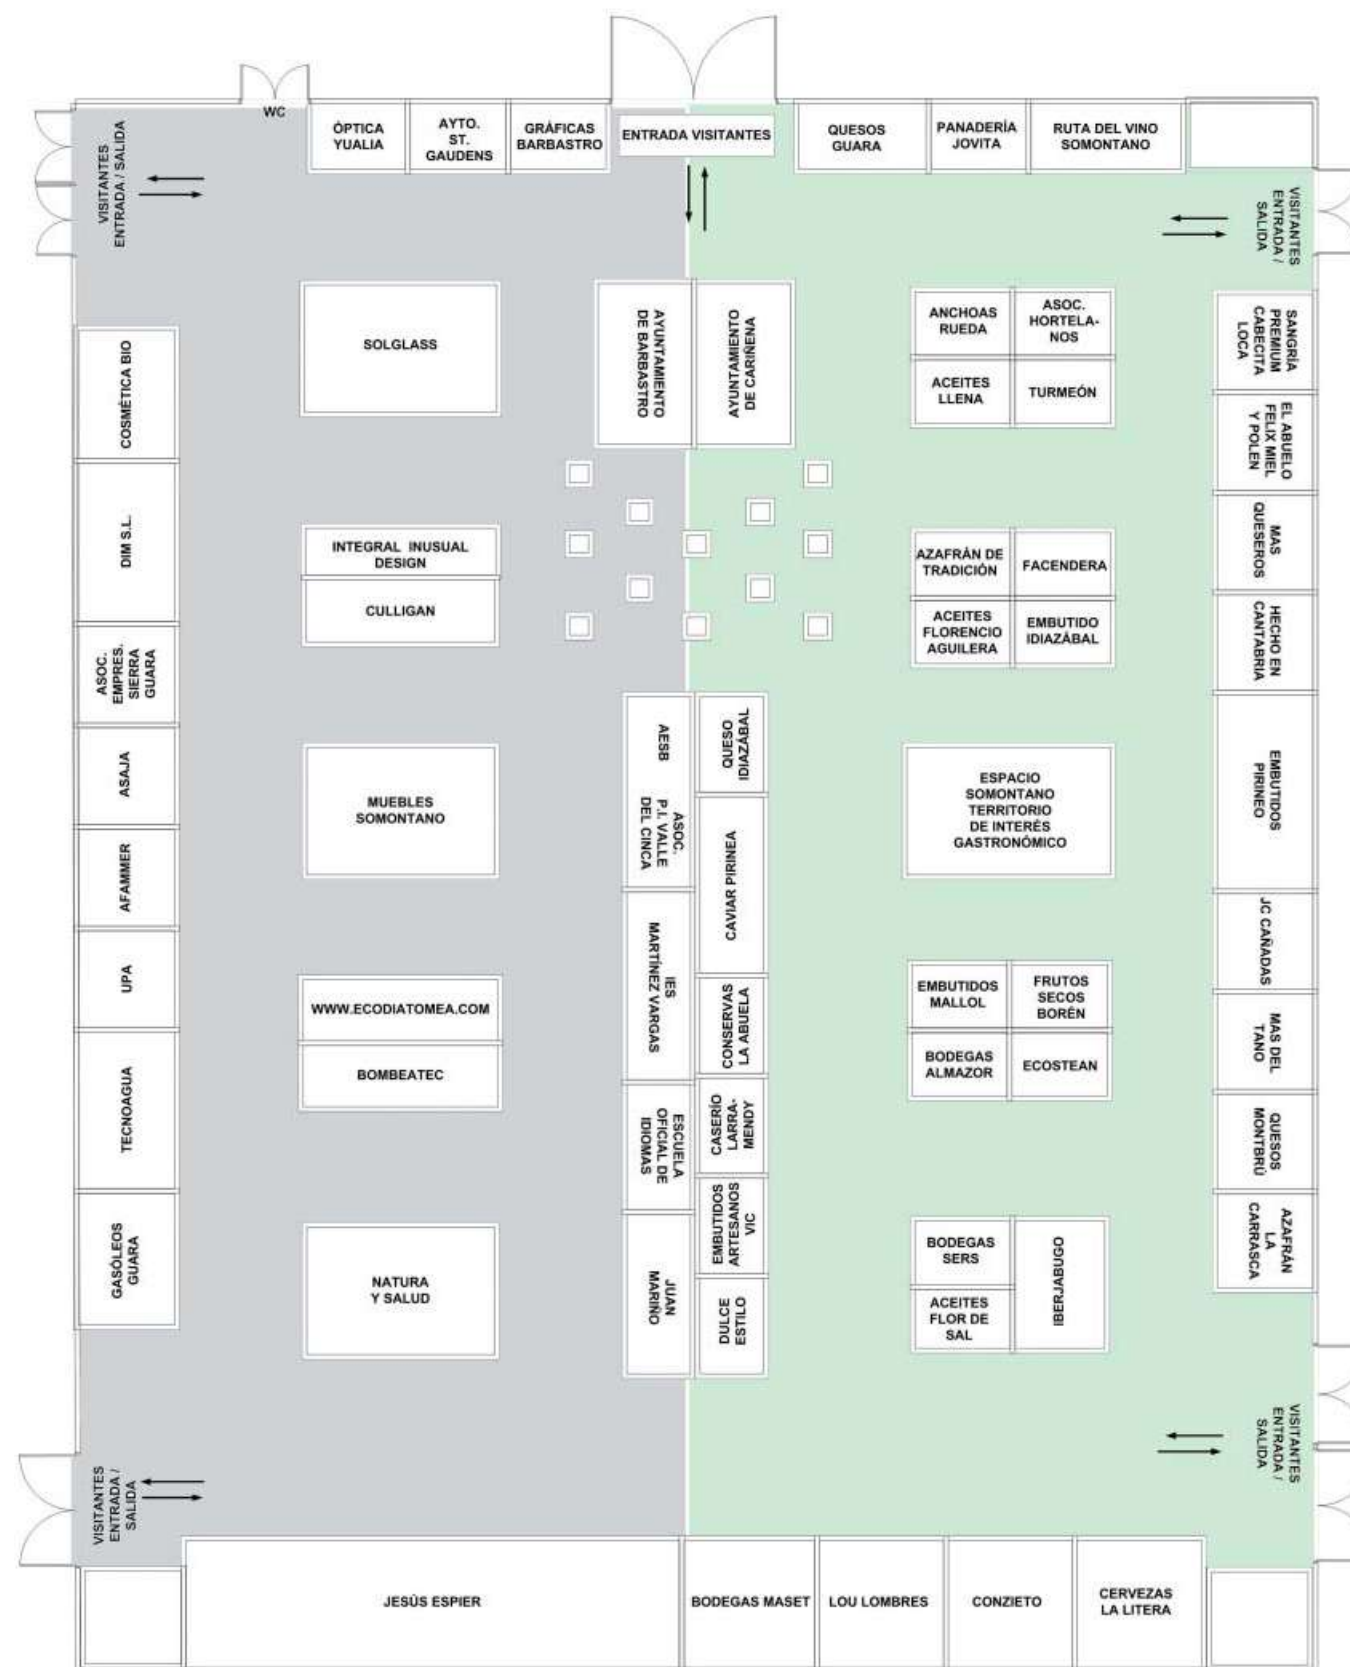 WC
VISITANTES
ENTRADA / SALIDA
ÓPTICA
YUALIA
AYTO.
ST.
GAUDENS
GRÁFICAS
BARBASTRO
ENTRADA VISITANTES
QUESOS
GUARA
PANADERÍA
JOVITA
RUTA DEL VINO
SOMONTANO
VISITANTES
ENTRADA /
SALIDA
COSMÉTICA BIO
DIM S.L.
ASOC.
EMPRES.
SIERRA
GUARA
ASAJA
AFAMMER
UPA
TECNOAGUA
GASÓLEOS
GUARA
SOLGLASS
INTEGRAL INUSUAL
DESIGN
CULLIGAN
MUEBLES
SOMONTANO
WWW.ECODIATOMEA.COM
BOMBEATEC
NATURA
Y SALUD
AYUNTAMIENTO
DE BARBASTRO
AYUNTAMIENTO
DE CARIÑENA
AESB
ASOC.
P.I. VALLE
DEL CINCA
IES
MARTÍNEZ VARGAS
ESCUELA
OFICIAL DE
IDIOMAS
JUAN
MARIÑO
QUESO
IDIAZÁBAL
CAVIAR PIRINEA
CONSERVAS
LA ABUELA
CASERÍO
LARRA-
MENDY
EMBUTIDOS
ARTESANOS
VIC
DULCE
ESTILO
ANCHOAS
RUEDA
ASOC.
HORTELA-
NOS
ACEITES
LLENA
TURMEÓN
AZAFRÁN DE
TRADICIÓN
FACENDERA
ACEITES
FLORENCIO
AGUILERA
EMBUTIDO
IDIAZÁBAL
ESPACIO
SOMONTANO
TERRITORIO
DE INTERÉS
GASTRONÓMICO
EMBUTIDOS
MALLOL
FRUTOS
SECOS
BORÉN
BODEGAS
ALMAZOR
ECOSTEAN
BODEGAS
SERS
IBERJABUGO
ACEITES
FLOR DE
SAL
SANGRÍA
PREMIUM
CABECITA
LOCA
EL ABUELO
FELIX MIEL
Y POLEN
MAS
QUESEROS
HECHO EN
CANTABRIA
EMBUTIDOS
PIRINEO
JC CAÑADAS
MAS DEL
TANO
QUESOS
MONTBRÚ
AZAFRÁN
LA
CARRASCA
VISITANTES
ENTRADA /
SALIDA
VISITANTES
ENTRADA /
SALIDA
JESÚS ESPIER
BODEGAS MASET
LOU LOMBRES
CONZIETO
CERVEZAS
LA LITERA